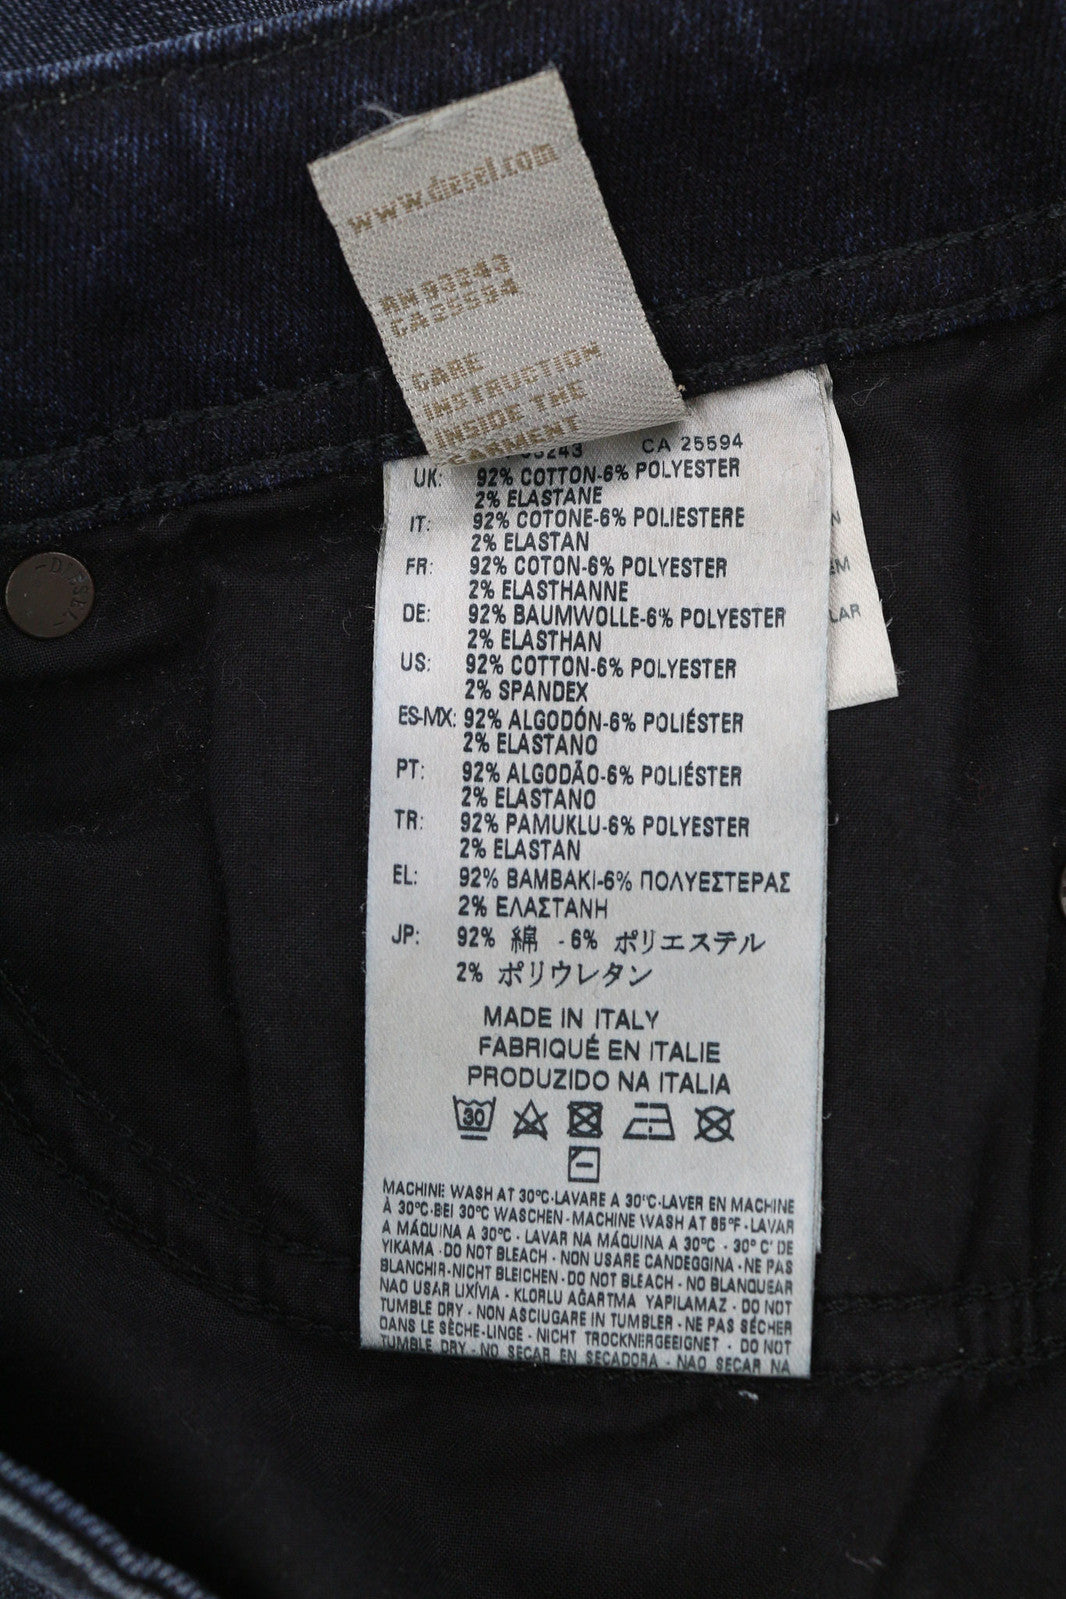 www.diesel.com
RN 93243
CA 25594
CARE
INSTRUCTION
INSIDE THE
GARMENT
CA 25594
UK: 92% COTTON-6% POLYESTER
2% ELASTANE
IT: 92% COTONE-6% POLIESTERE
2% ELASTAN
FR: 92% COTON-6% POLYESTER
2% ELASTHANNE
DE: 92% BAUMWOLLE-6% POLYESTER
2% ELASTHAN
US: 92% COTTON-6% POLYESTER
2% SPANDEX
ES-MX: 92% ALGODÓN-6% POLIÉSTER
2% ELASTANO
PT: 92% ALGODÃO-6% POLIÉSTER
2% ELASTANO
TR: 92% PAMUKLU-6% POLYESTER
2% ELASTAN
EL: 92% BAMBAKI-6% ΠΟΛΥΕΣΤΕΡΑΣ
2% ΕΛΑΣΤΑΝΗ
JP: 92% 綿 - 6% ポリエステル
2% ポリウレタン
MADE IN ITALY
FABRIQUÉ EN ITALIE
PRODUZIDO NA ITALIA
30
MACHINE WASH AT 30°C-LAVARE A 30°C-LAVER EN MACHINE
À 30°C-BEI 30°C WASCHEN - MACHINE WASH AT 85°F - LAVAR
A MÁQUINA A 30°C - LAVAR NA MÁQUINA A 30°C - 30° C' DE
YIKAMA - DO NOT BLEACH - NON USARE CANDEGGINA - NE PAS
BLANCHIR-NICHT BLEICHEN - DO NOT BLEACH - NO BLANQUEAR
NAO USAR LIXÍVIA - KLORLU AĞARTMA YAPILAMAZ - DO NOT
TUMBLE DRY - NON ASCIUGARE IN TUMBLER - NE PAS SÉCHER
DANS LE SÈCHE-LINGE - NICHT TROCKNERGEEIGNET - DO NOT
TUMBLE DRY - NO SECAR EN SECADORA - NAO SECAR NA
-DIESEL-